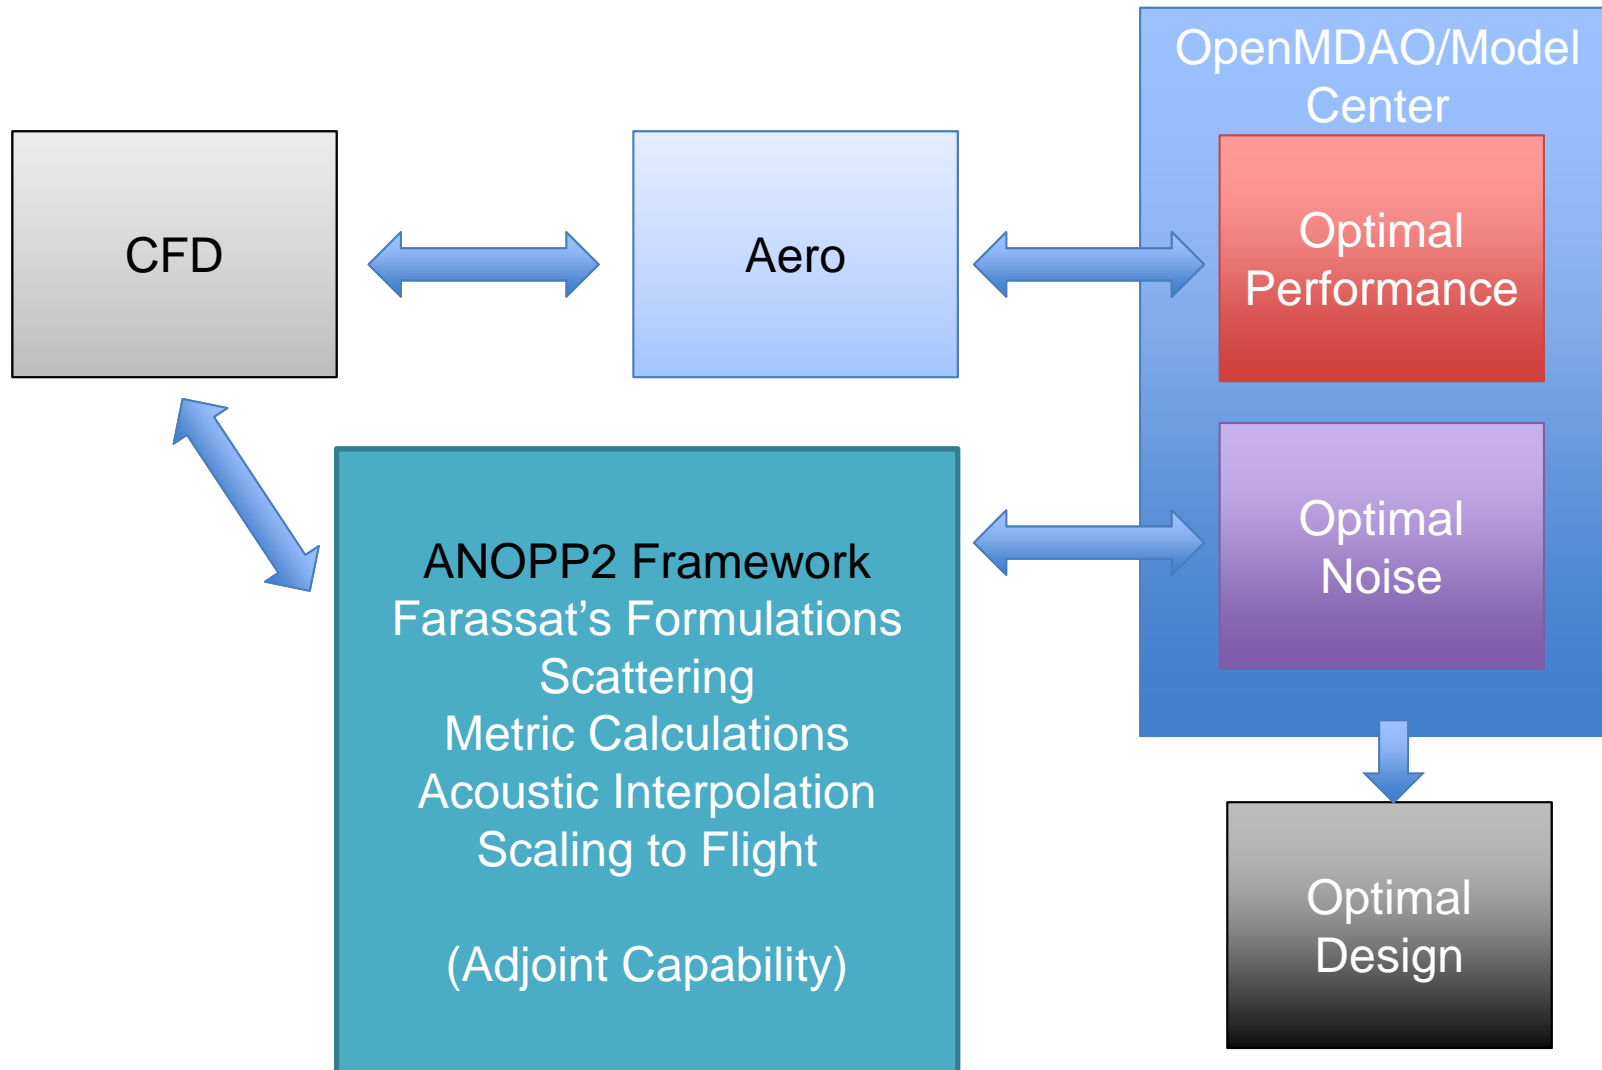 OpenMDAO/Model
Center
CFD
Aero
Optimal
Performance
ANOPP2 Framework
Farassat’s Formulations
Scattering
Metric Calculations
Acoustic Interpolation
Scaling to Flight
(Adjoint Capability)
Optimal
Noise
Optimal
Design